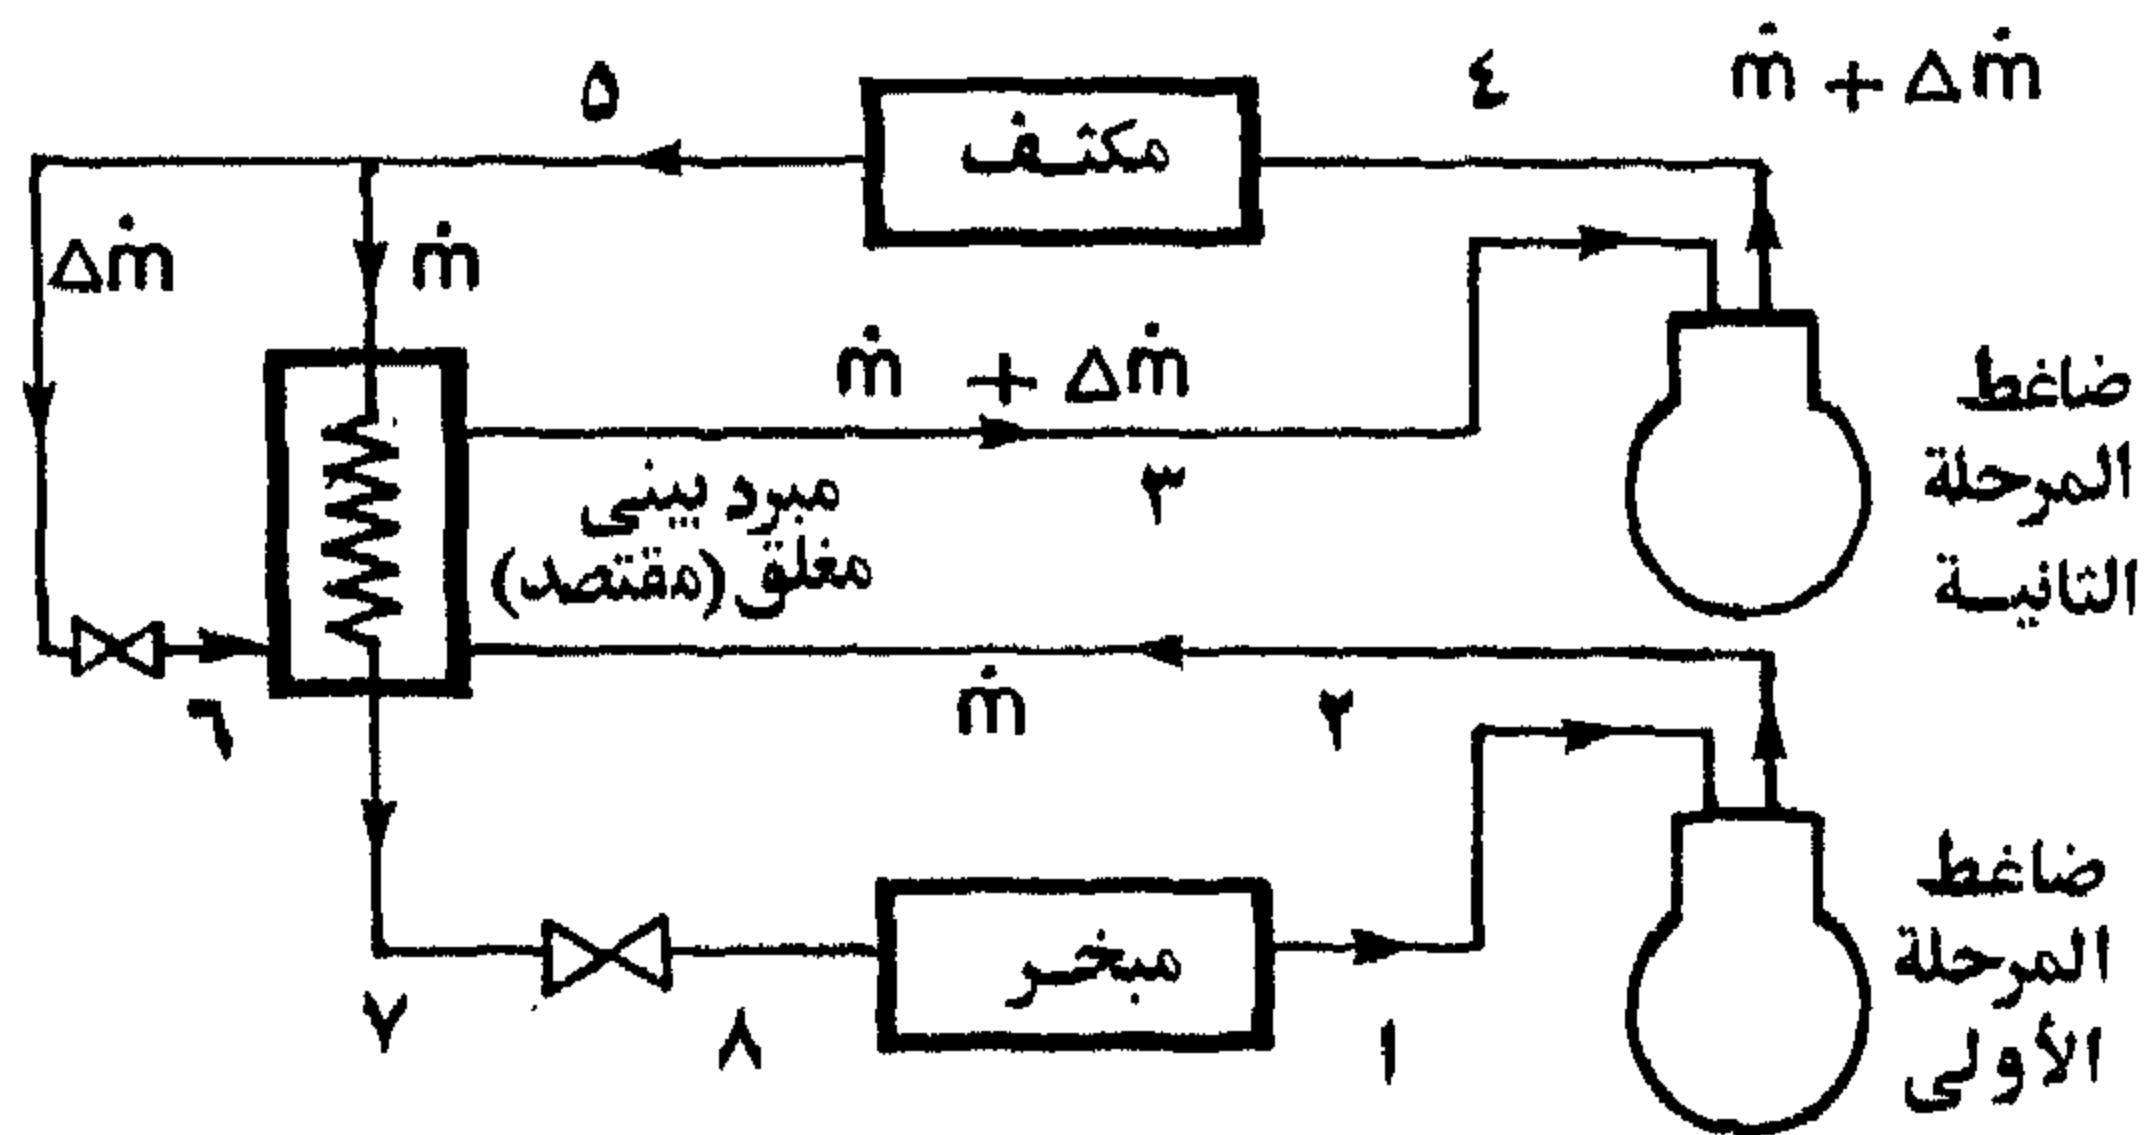 ٥
٤
ṁ + Δṁ
مكثف
Δṁ
ṁ
ṁ + Δṁ
٣
ضاغط
المرحلة
الثانية
مبرد بينى
مغلق (مقتصد)
ṁ
٢
٦
ضاغط
المرحلة
الأولى
مبخر
٧
٨
١